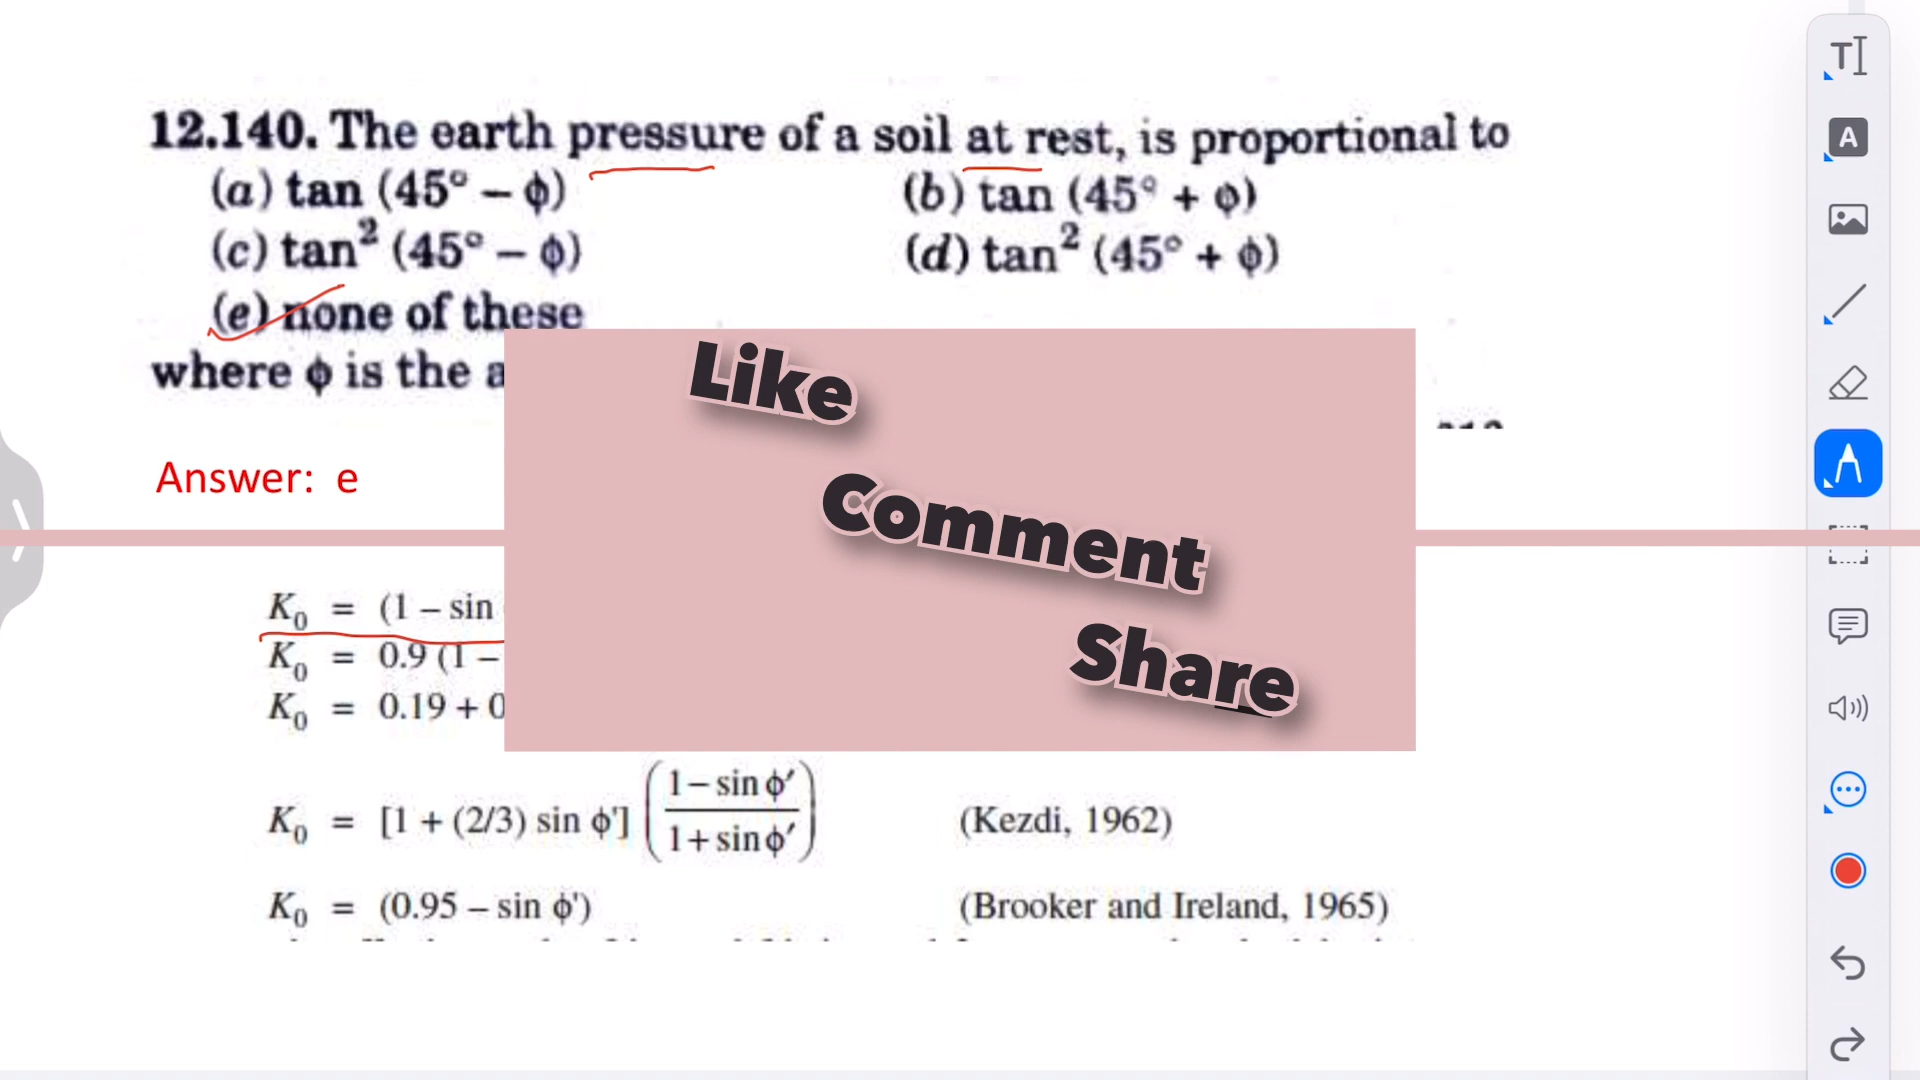 12.140. The earth pressure of a soil at rest, is proportional to
(a) tan (45° – ϕ) (b) tan (45° + ϕ)
(c) tan² (45° – ϕ) (d) tan² (45° + ϕ)
(e) none of these
where ϕ is the
Like
Answer: e
Comment
K₀ = (1 – sin
Share
K₀ = 0.9 (1 –
K₀ = 0.19 + 0
K₀ = [1 + (2/3) sin ϕ'] (1– sin ϕ′ / 1+ sin ϕ′) (Kezdi, 1962)
K₀ = (0.95 – sin ϕ') (Brooker and Ireland, 1965)
T
A